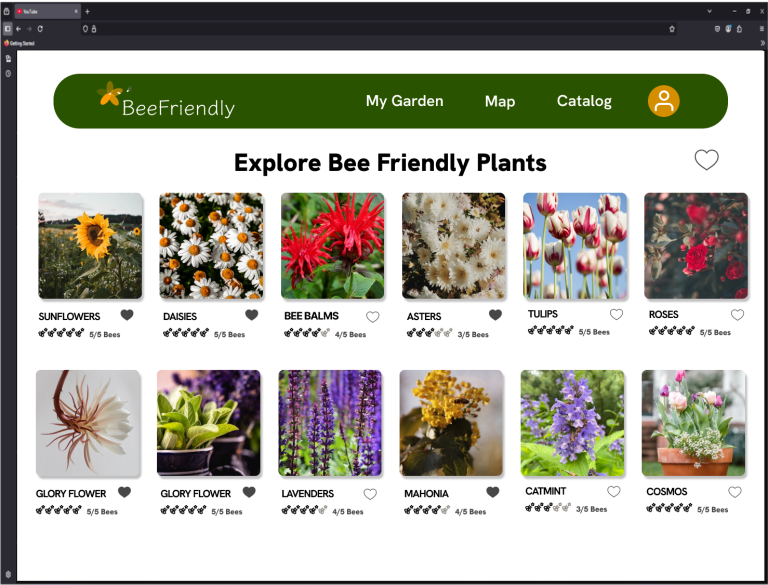 YouTube
Getting Started
BeeFriendly
My Garden Map Catalog
Explore Bee Friendly Plants
SUNFLOWERS DAISIES BEE BALMS ASTERS TULIPS ROSES
5/5 Bees 5/5 Bees 4/5 Bees 3/5 Bees 5/5 Bees 5/5 Bees
GLORY FLOWER GLORY FLOWER LAVENDERS MAHONIA CATMINT COSMOS
5/5 Bees 5/5 Bees 4/5 Bees 4/5 Bees 3/5 Bees 5/5 Bees